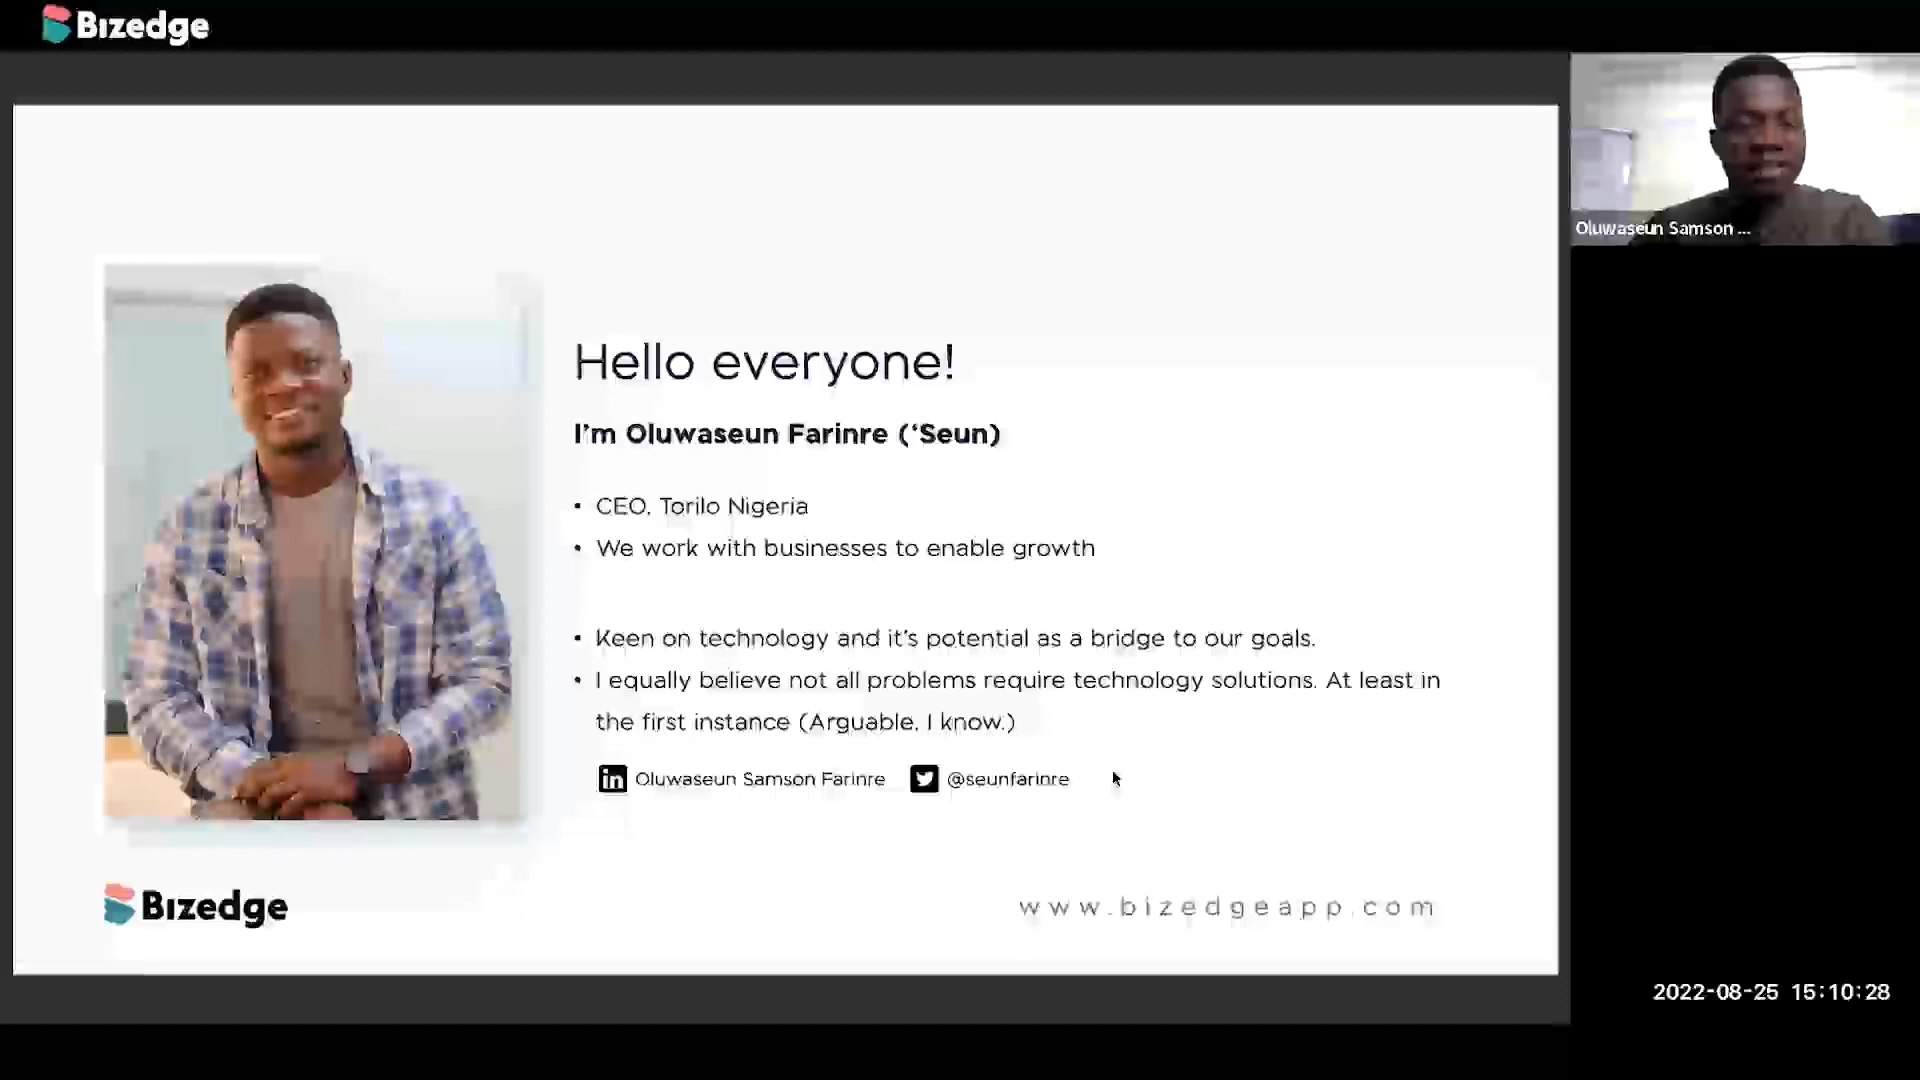 Bizedge
Oluwaseun Samson ...
Hello everyone!
I'm Oluwaseun Farinre (‘Seun)
• CEO, Torilo Nigeria
• We work with businesses to enable growth
• Keen on technology and it's potential as a bridge to our goals.
• I equally believe not all problems require technology solutions. At least in
the first instance (Arguable, I know.)
in Oluwaseun Samson Farinre @seunfarinre
Bizedge www.bizedgeapp.com
2022-08-25 15:10:28